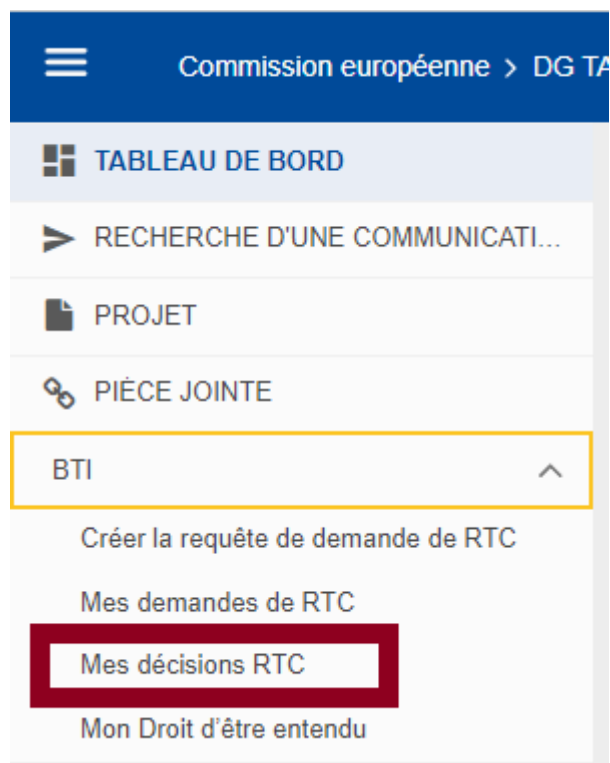 Commission européenne > DG TA
TABLEAU DE BORD
RECHERCHE D'UNE COMMUNICATI...
PROJET
PIÈCE JOINTE
BTI
Créer la requête de demande de RTC
Mes demandes de RTC
Mes décisions RTC
Mon Droit d'être entendu